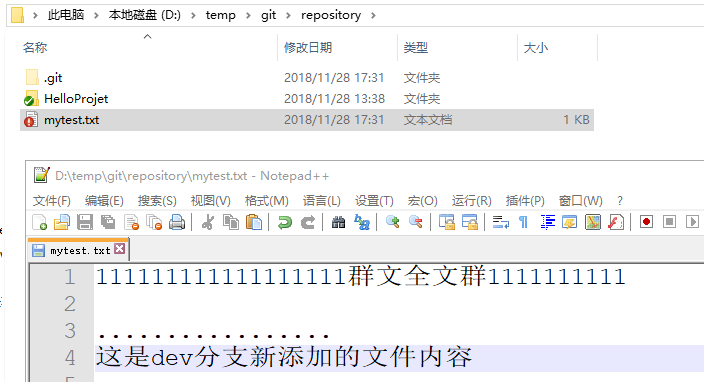 此电脑 > 本地磁盘 (D:) > temp > git > repository >
名称 修改日期 类型 大小
.git 2018/11/28 17:31 文件夹
HelloProjet 2018/11/28 13:38 文件夹
mytest.txt 2018/11/28 17:31 文本文档 1 KB
D:\temp\git\repository\mytest.txt - Notepad++
文件(F) 编辑(E) 搜索(S) 视图(V) 格式(M) 语言(L) 设置(T) 宏(O) 运行(R) 插件(P) 窗口(W) ?
mytest.txt
1 111111111111111111群文全文群1111111111
2
3 .................
4 这是dev分支新添加的文件内容